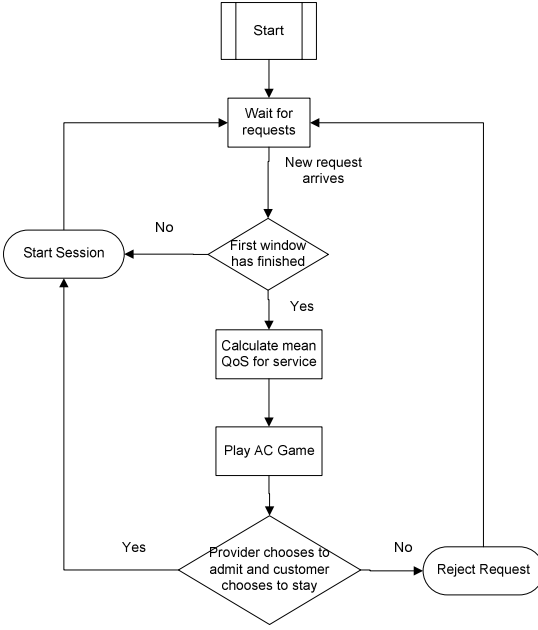 Start
Wait for
requests
New request
arrives
No
Start Session
First window
has finished
Yes
Calculate mean
QoS for service
Play AC Game
Yes
Provider chooses to
admit and customer
chooses to stay
No
Reject Request